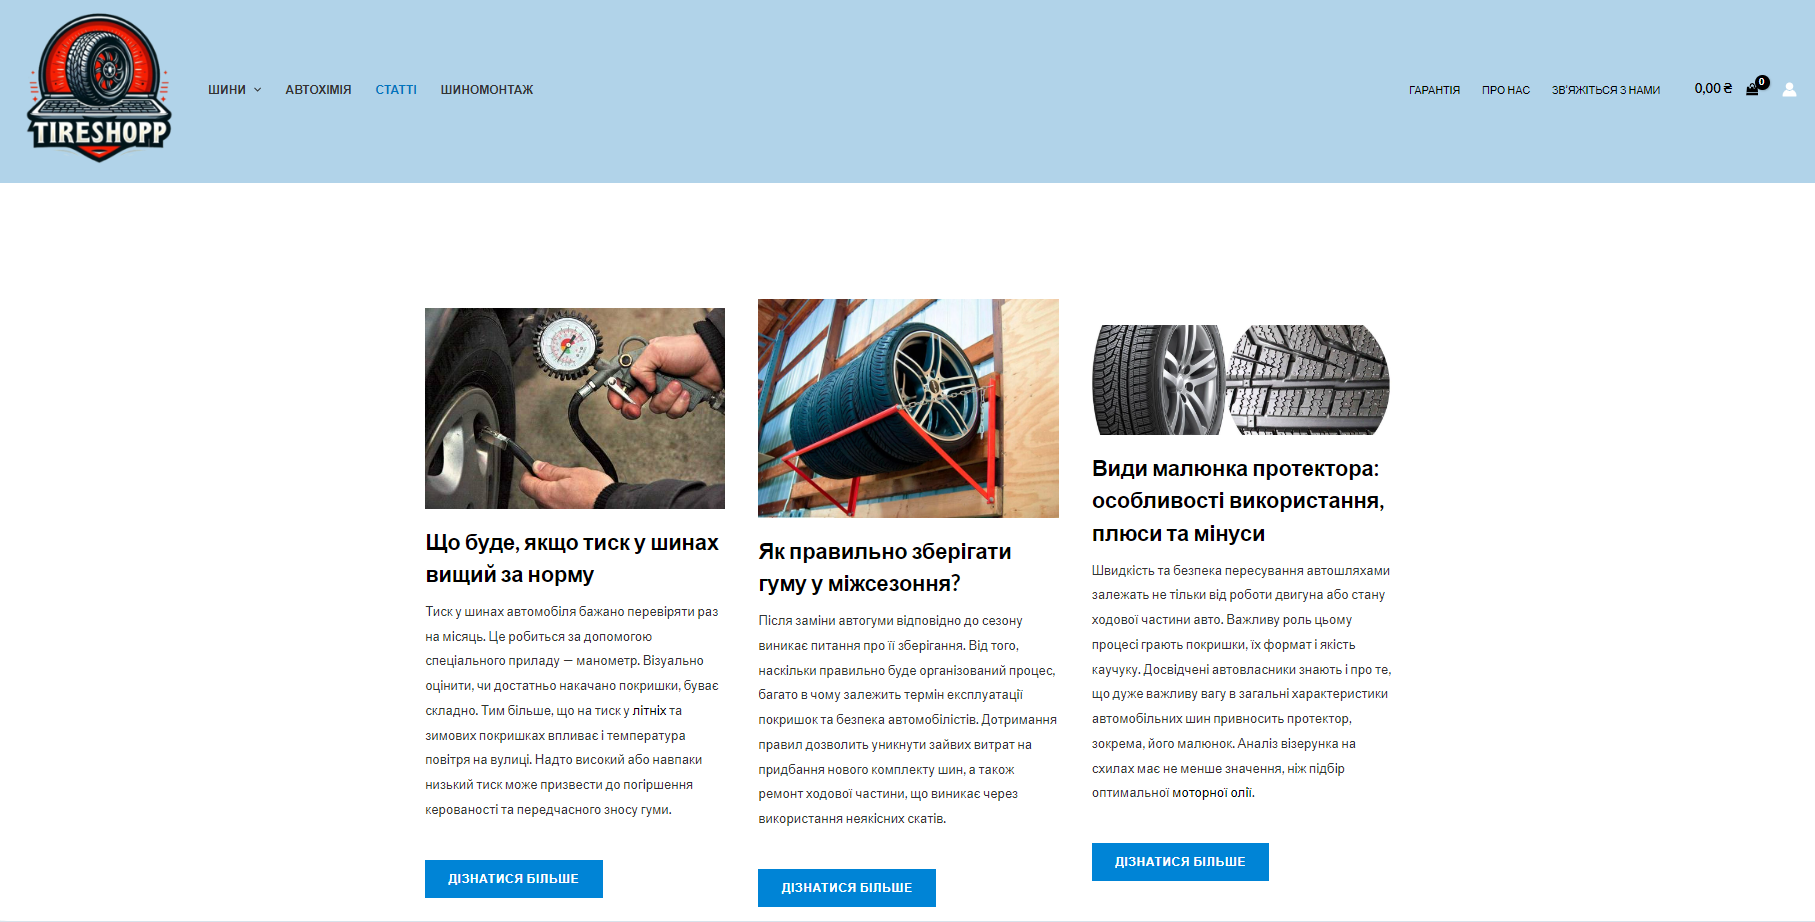 TIRESHOPP
ШИНИ
АВТОХІМІЯ
СТАТТІ
ШИНОМОНТАЖ
ГАРАНТІЯ
ПРО НАС
ЗВ'ЯЖІТЬСЯ З НАМИ
0,00 ₴
0
Що буде, якщо тиск у шинах
вищий за норму
Тиск у шинах автомобіля бажано перевіряти раз
на місяць. Це робиться за допомогою
спеціального приладу — манометр. Візуально
оцінити, чи достатньо накачано покришки, буває
складно. Тим більше, що на тиск у літніх та
зимових покришках впливає і температура
повітря на вулиці. Надто високий або навпаки
низький тиск може призвести до погіршення
керованості та передчасного зносу гуми.
ДІЗНАТИСЯ БІЛЬШЕ
Як правильно зберігати
гуму у міжсезоння?
Після заміни автогуми відповідно до сезону
виникає питання про її зберігання. Від того,
наскільки правильно буде організований процес,
багато в чому залежить термін експлуатації
покришок та безпека автомобілістів. Дотримання
правил дозволить уникнути зайвих витрат на
придбання нового комплекту шин, а також
ремонт ходової частини, що виникає через
використання неякісних скатів.
ДІЗНАТИСЯ БІЛЬШЕ
Види малюнка протектора:
особливості використання,
плюси та мінуси
Швидкість та безпека пересування автошляхами
залежать не тільки від роботи двигуна або стану
ходової частини авто. Важливу роль цьому
процесі грають покришки, їх формат і якість
каучуку. Досвідчені автовласники знають і про те,
що дуже важливу вагу в загальні характеристики
автомобільних шин привносить протектор,
зокрема, його малюнок. Аналіз візерунка на
схилах має не менше значення, ніж підбір
оптимальної моторної олії.
ДІЗНАТИСЯ БІЛЬШЕ